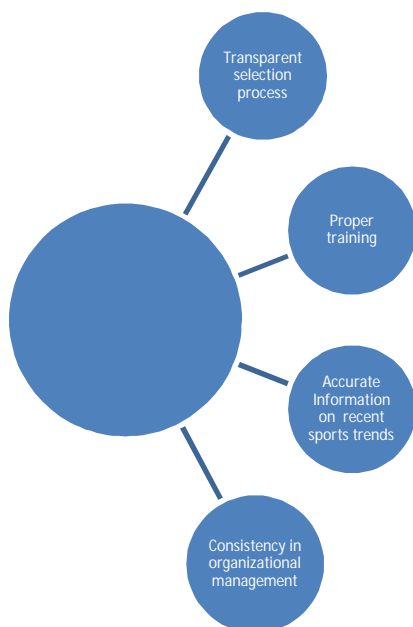 Transparent
selection
process
Proper
training
Accurate
Information
on recent
sports trends
Consistency in
organizational
management